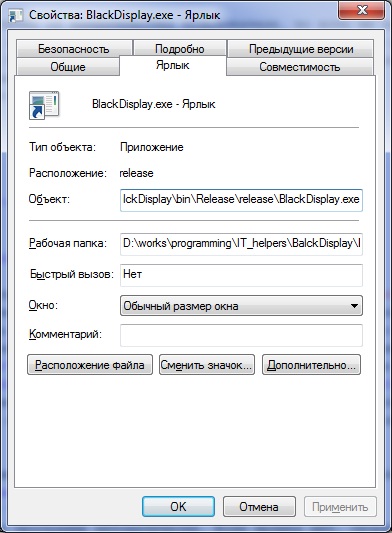 Свойства: BlackDisplay.exe - Ярлык
Безопасность Подробно Предыдущие версии
Общие Ярлык Совместимость
BlackDisplay.exe - Ярлык
Тип объекта: Приложение
Расположение: release
Объект: lckDisplay\bin\Release\release\BlackDisplay.exe
Рабочая папка: D:\works\programming\IT_helpers\BalckDisplay\l
Быстрый вызов: Нет
Окно: Обычный размер окна
Комментарий:
Расположение файла Сменить значок... Дополнительно...
OK Отмена Применить